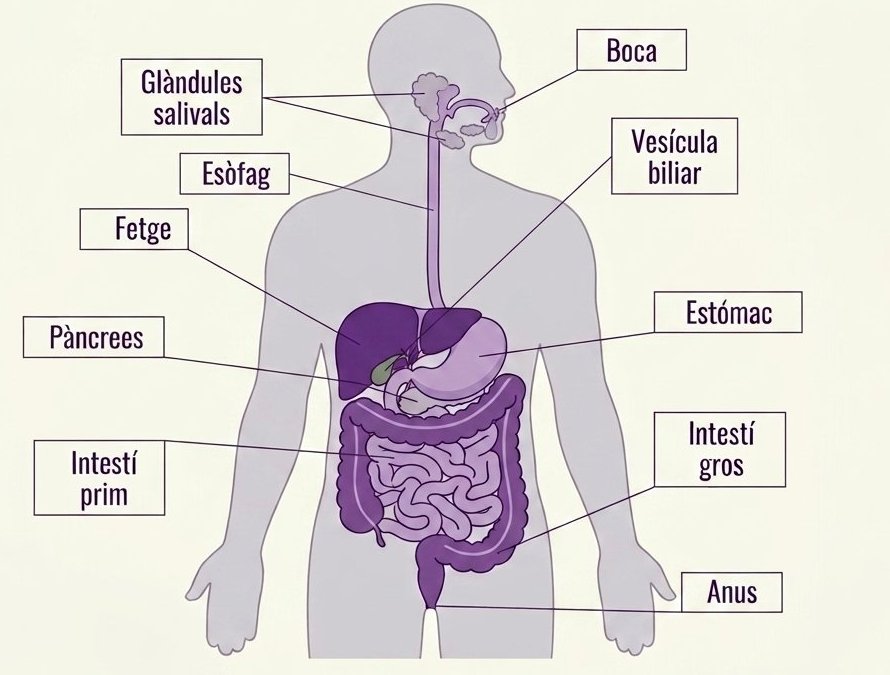 Boca
Glàndules
salivals
Vesícula
biliar
Esòfag
Fetge
Estómac
Pàncrees
Intestí
gros
Intestí
prim
Anus